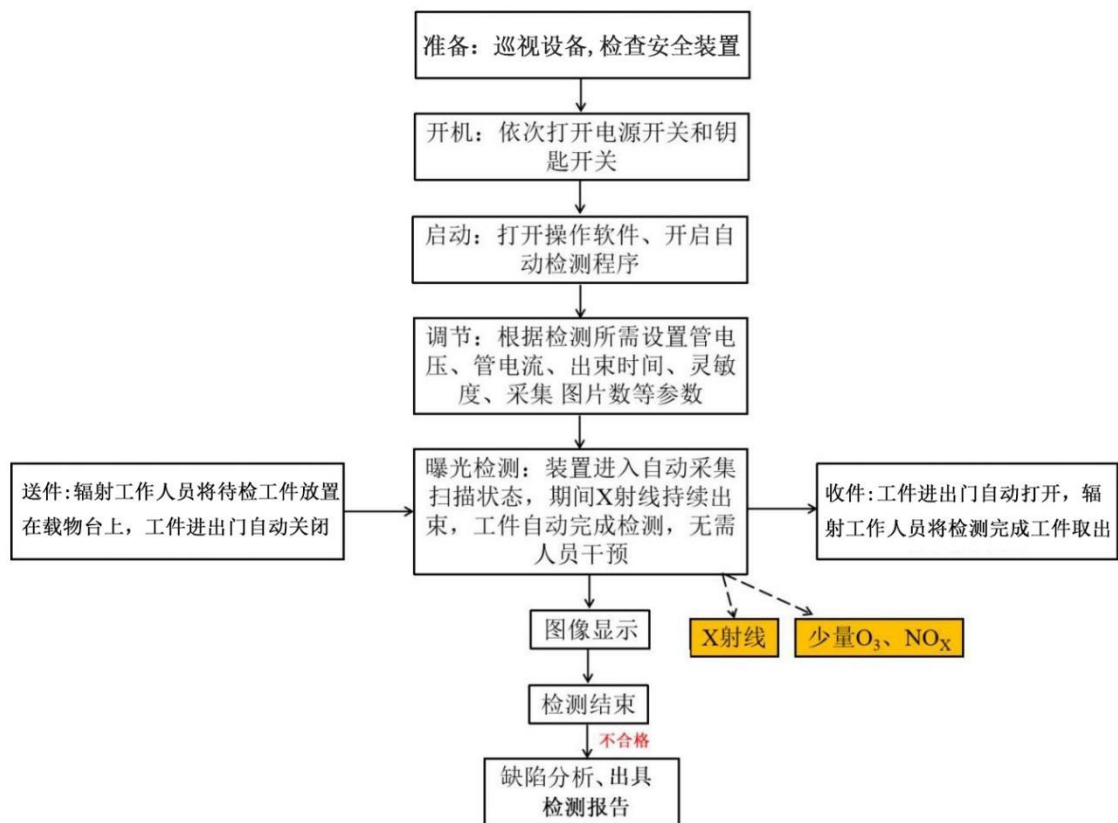 准备：巡视设备,检查安全装置
开机：依次打开电源开关和钥
匙开关
启动：打开操作软件、开启自
动检测程序
调节：根据检测所需设置管电
压、管电流、出束时间、灵敏
度、采集 图片数等参数
送件:辐射工作人员将待检工件放置
在载物台上，工件进出门自动关闭
曝光检测：装置进入自动采集
扫描状态，期间X射线持续出
束，工件自动完成检测，无需
人员干预
收件:工件进出门自动打开，辐
射工作人员将检测完成工件取出
图像显示
X射线
少量O₃、NOₓ
检测结束
不合格
缺陷分析、出具
检测报告